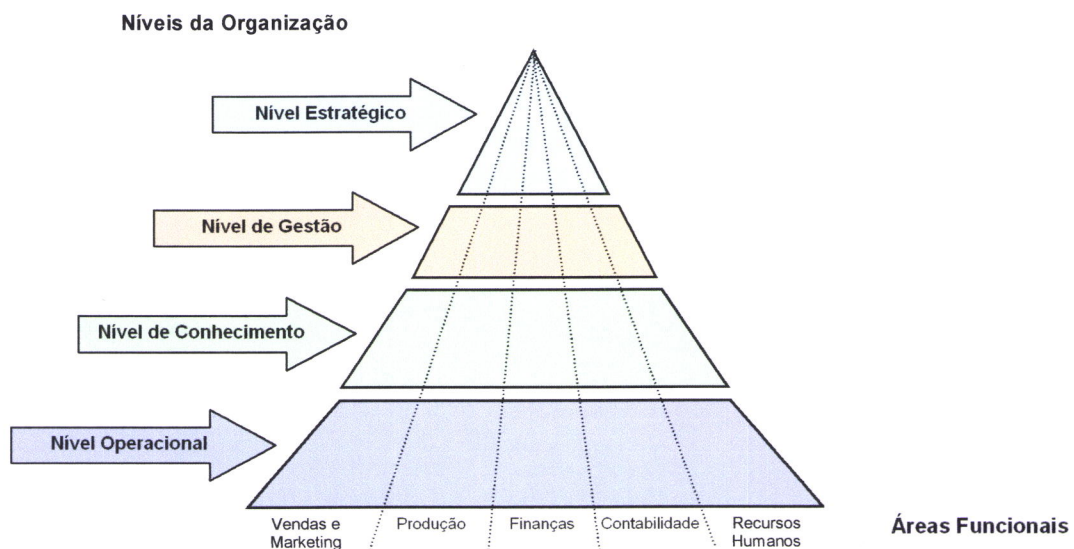 Níveis da Organização
Nível Estratégico
Nível de Gestão
Nível de Conhecimento
Nível Operacional
Vendas e
Marketing
Produção
Finanças
Contabilidade
Recursos
Humanos
Áreas Funcionais